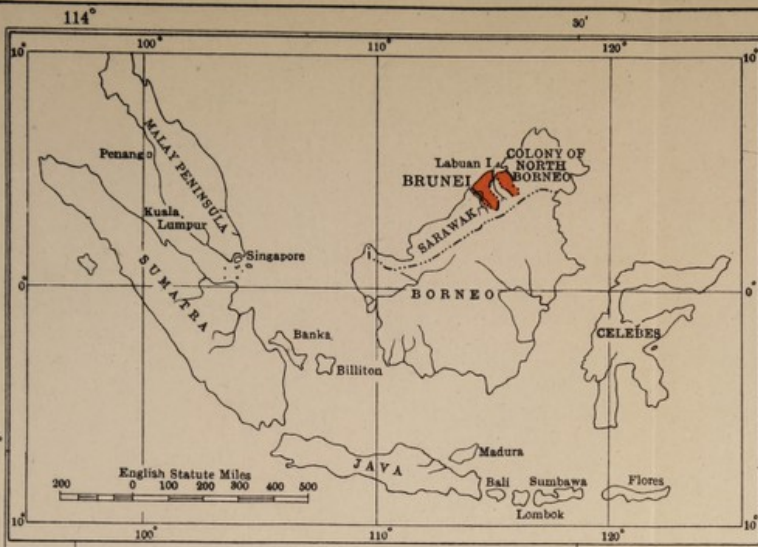 114°
30'
100°
110°
120°
10°
10°
MALAY PENINSULA
Penang
Labuan I.
COLONY OF
NORTH
BORNEO
BRUNEI
Kuala
Lumpur
SARAWAK
Singapore
0°
0°
SUMATRA
BORNEO
CELEBES
Banka
Billiton
Madura
JAVA
English Statute Miles
200 0 100 200 300 400 500
Bali
Sumbawa
Flores
Lombok
10°
10°
100°
110°
120°